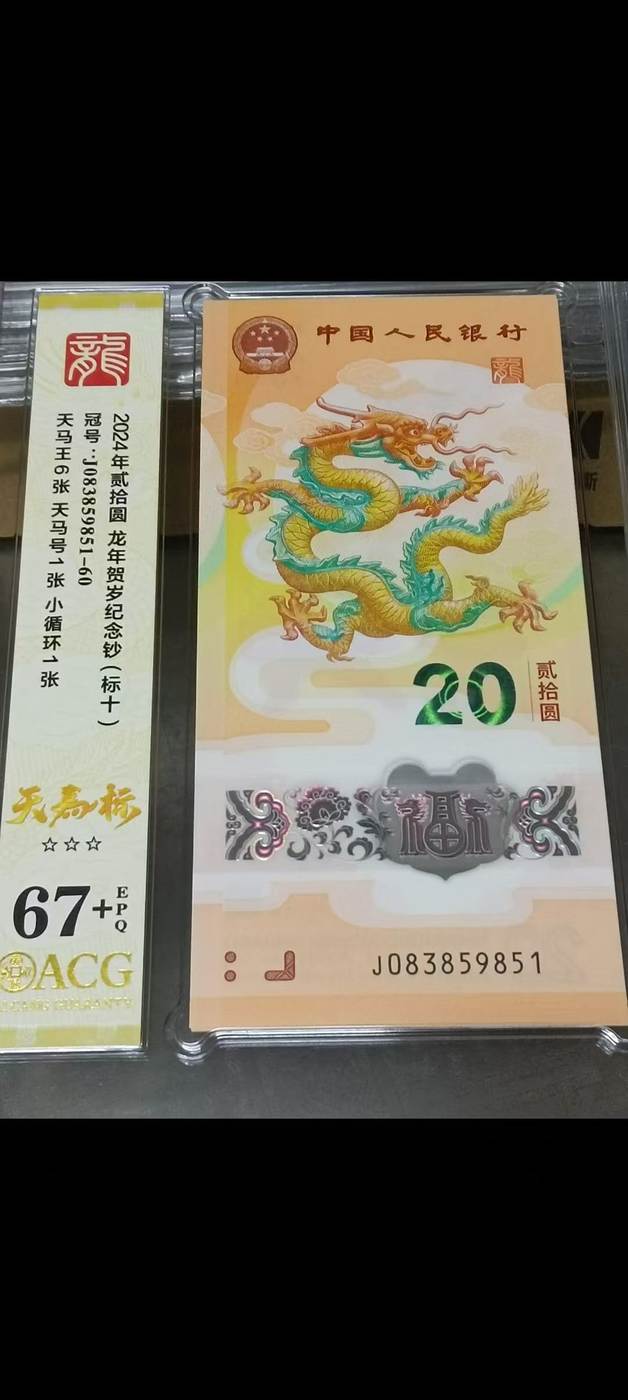 龍
2024年贰拾圆 龙年贺岁纪念钞(标十)
冠号:J083859851-60
天马王6张 天马号1张 小循环1张
天马标
67+EPQ
ACG
中国人民银行
龍
20
贰拾圆
福
J083859851